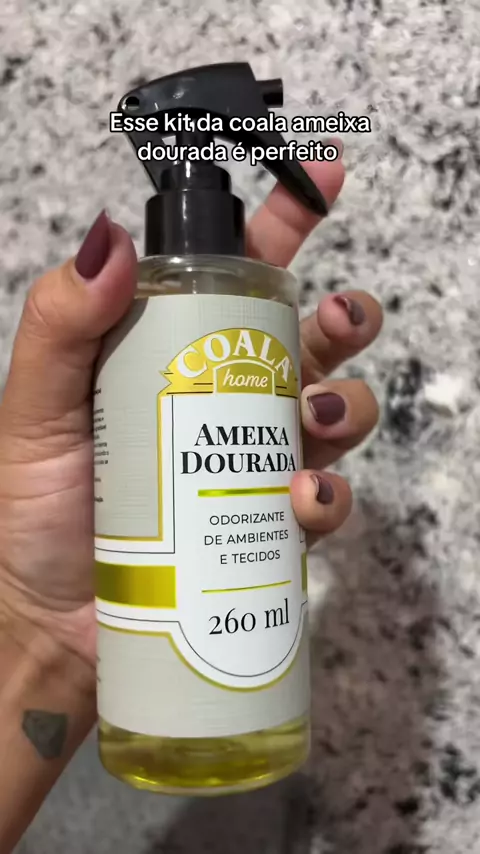 Esse kit da coala ameixa
dourada é perfeito
COALA
home
AMEIXA
DOURADA
ODORIZANTE
DE AMBIENTES
E TECIDOS
260 ml